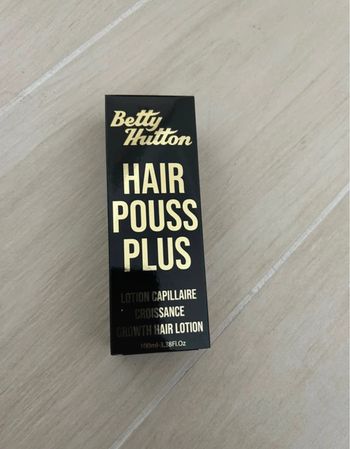 Betty
Hutton
HAIR
POUSS
PLUS
LOTION CAPILLAIRE
CROISSANCE
GROWTH HAIR LOTION
100ml-3.38Fl.Oz